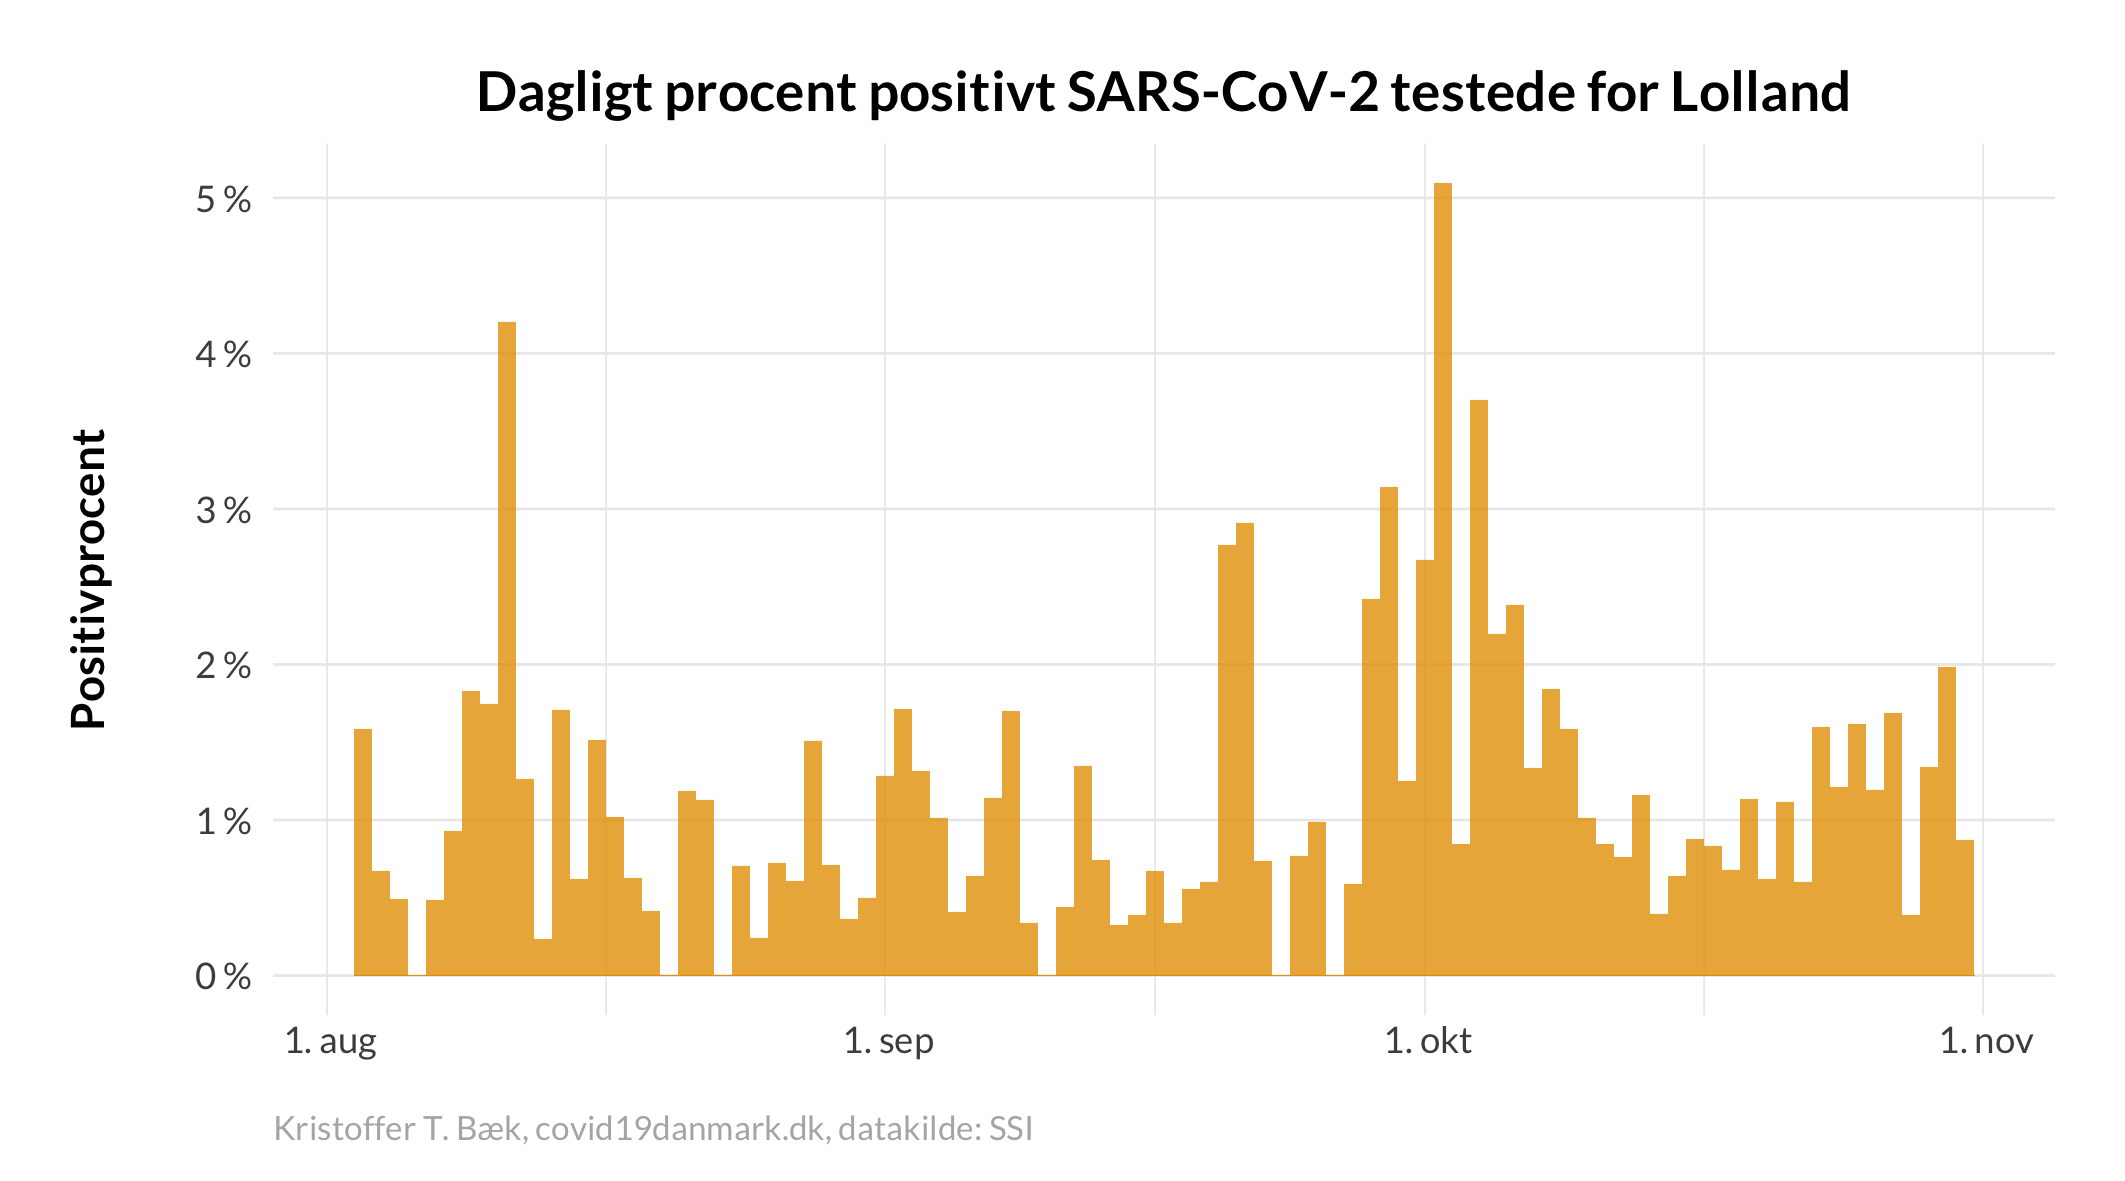 Dagligt procent positivt SARS-CoV-2 testede for Lolland
Positivprocent
5 %
4 %
3 %
2 %
1 %
0 %
1. aug
1. sep
1. okt
1. nov
Kristoffer T. Bæk, covid19danmark.dk, datakilde: SSI